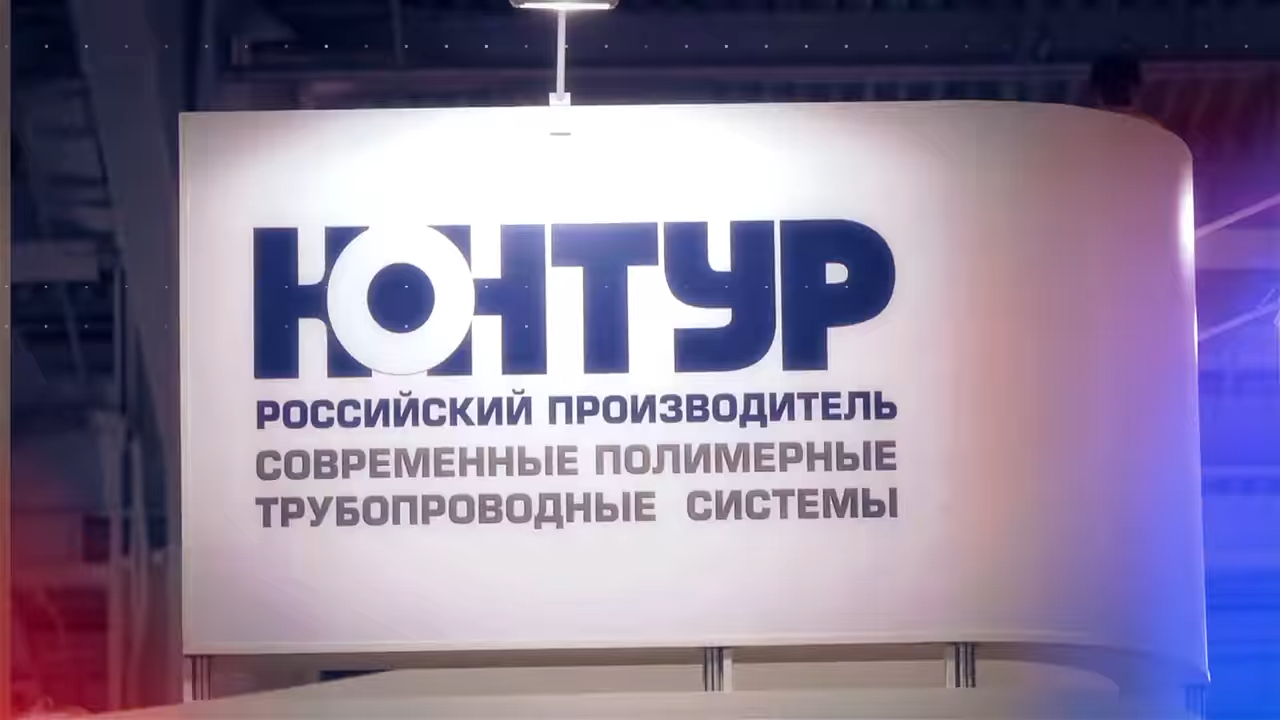 КОНТУР
РОССИЙСКИЙ ПРОИЗВОДИТЕЛЬ
СОВРЕМЕННЫЕ ПОЛИМЕРНЫЕ
ТРУБОПРОВОДНЫЕ СИСТЕМЫ